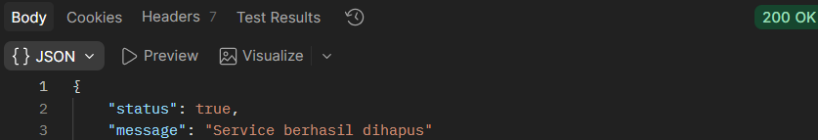 Body Cookies Headers 7 Test Results 200 OK
{} JSON Preview Visualize
1 {
2 "status": true,
3 "message": "Service berhasil dihapus"